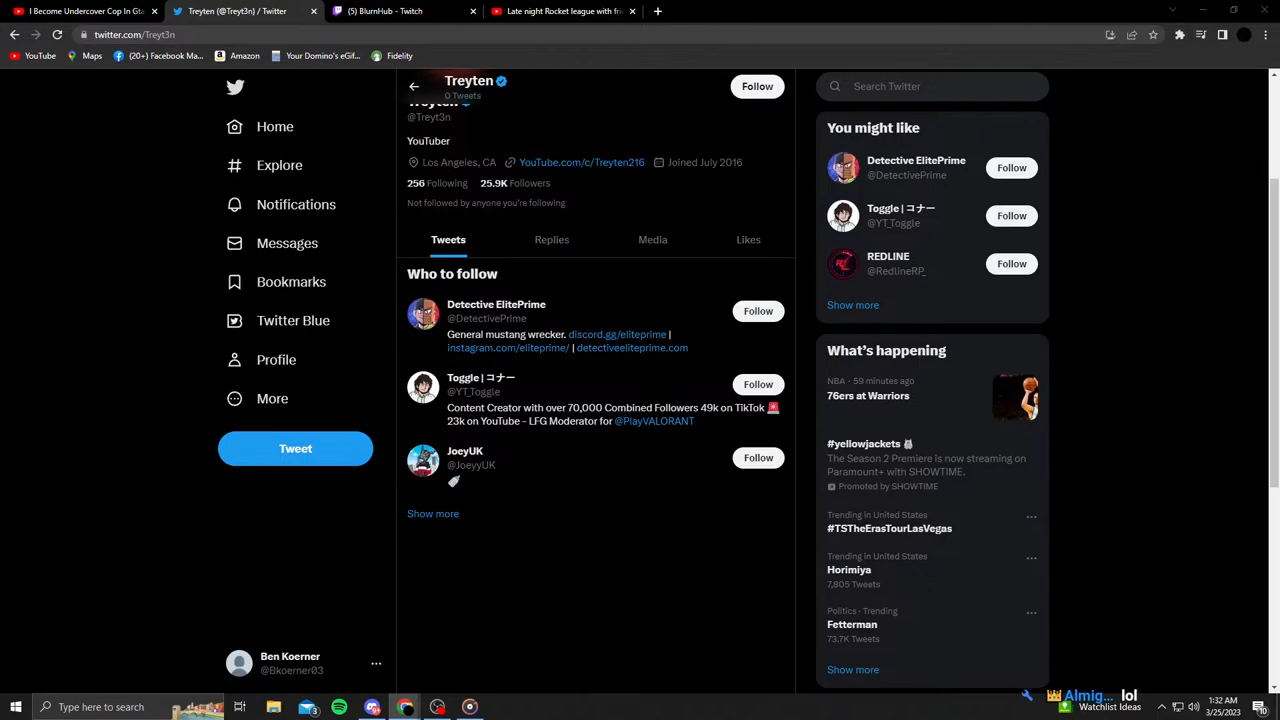 I Become Undercover Cop In Gta
Treyten (@Treyt3n) / Twitter
(5) BlurnHub - Twitch
Late night Rocket league with fri
twitter.com/Treyt3n
YouTube
Maps
(20+) Facebook Mar...
Amazon
Your Domino's eGif...
Fidelity
Home
Explore
Notifications
Messages
Bookmarks
Twitter Blue
Profile
More
Tweet
Ben Koerner
@Bkoerner03
Treyten
0 Tweets
Follow
Treyten
@Treyt3n
YouTuber
Los Angeles, CA YouTube.com/c/Treyten216 Joined July 2016
256 Following 25.9K Followers
Not followed by anyone you're following
Tweets Replies Media Likes
Who to follow
Detective ElitePrime
@DetectivePrime
Follow
General mustang wrecker. discord.gg/eliteprime |
instagram.com/eliteprime/ | detectiveeliteprime.com
Toggle | コナー
@YT_Toggle
Follow
Content Creator with over 70,000 Combined Followers 49k on TikTok 🚨
23k on YouTube - LFG Moderator for @PlayVALORANT
JoeyUK
@JoeyyUK
Follow
Show more
Search Twitter
You might like
Detective ElitePrime
@DetectivePrime
Follow
Toggle | コナー
@YT_Toggle
Follow
REDLINE
@RedlineRP_
Follow
Show more
What's happening
NBA · 59 minutes ago
76ers at Warriors
#yellowjackets
The Season 2 Premiere is now streaming on
Paramount+ with SHOWTIME.
Promoted by SHOWTIME
Trending in United States
#TSTheErasTourLasVegas
Trending in United States
Horimiya
7,805 Tweets
Politics · Trending
Fetterman
73.7K Tweets
Show more
Almig... lol
Type here to search
3
Watchlist Ideas
1:32 AM
3/25/2023
10